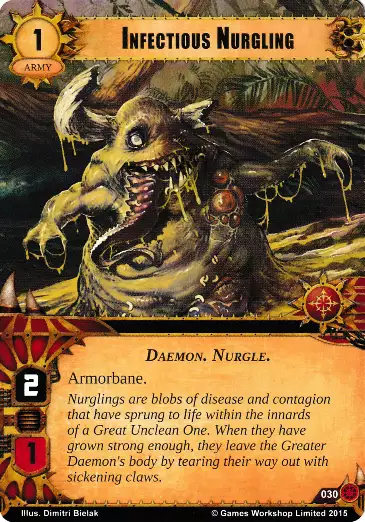 1
INFECTIOUS NURGLING
ARMY
DAEMON. NURGLE.
2
Armorbane.
Nurglings are blobs of disease and contagion
that have sprung to life within the innards
of a Great Unclean One. When they have
grown strong enough, they leave the Greater
Daemon's body by tearing their way out with
sickening claws.
1
030
Illus. Dimitri Bielak
© Games Workshop Limited 2015